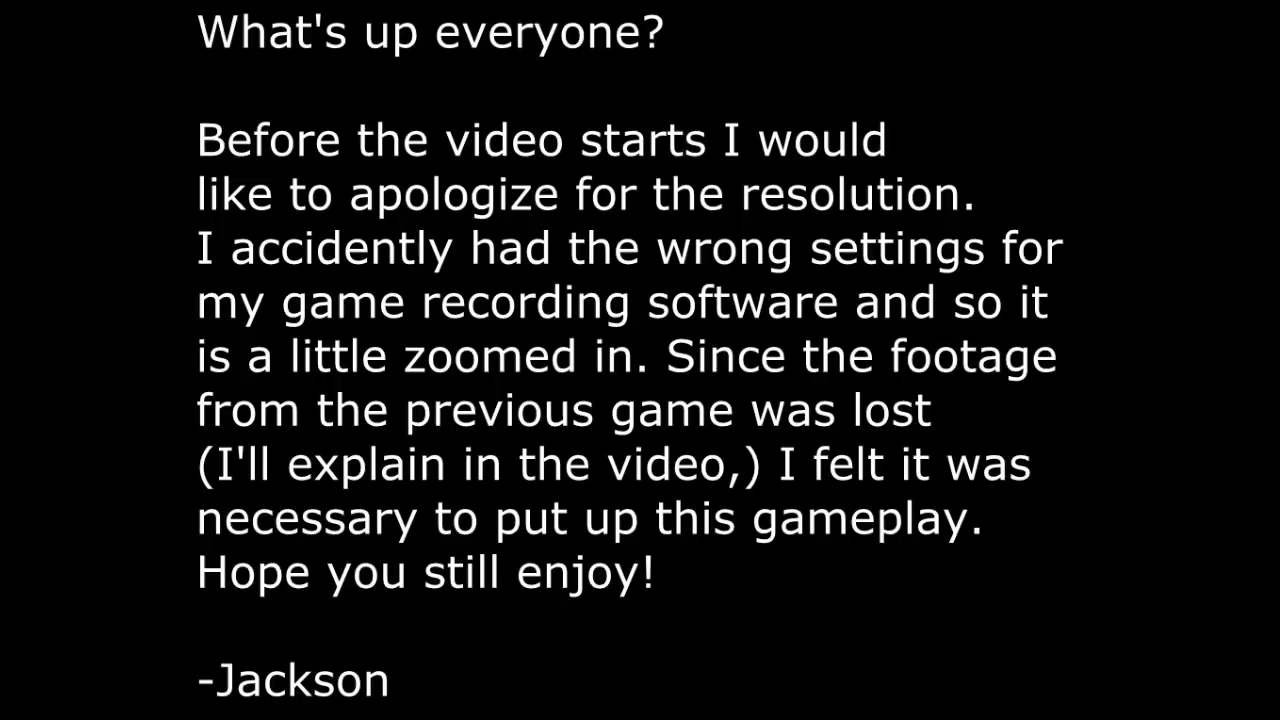 What's up everyone?
Before the video starts I would
like to apologize for the resolution.
I accidently had the wrong settings for
my game recording software and so it
is a little zoomed in. Since the footage
from the previous game was lost
(I'll explain in the video,) I felt it was
necessary to put up this gameplay.
Hope you still enjoy!
-Jackson